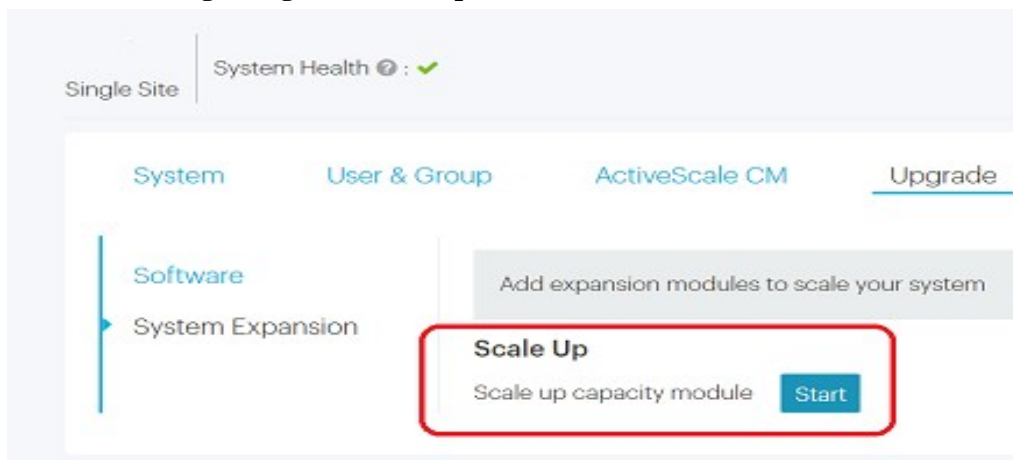 System Health ? : ✔
Single Site
System User & Group ActiveScale CM Upgrade
Software
Add expansion modules to scale your system
System Expansion
Scale Up
Scale up capacity module Start